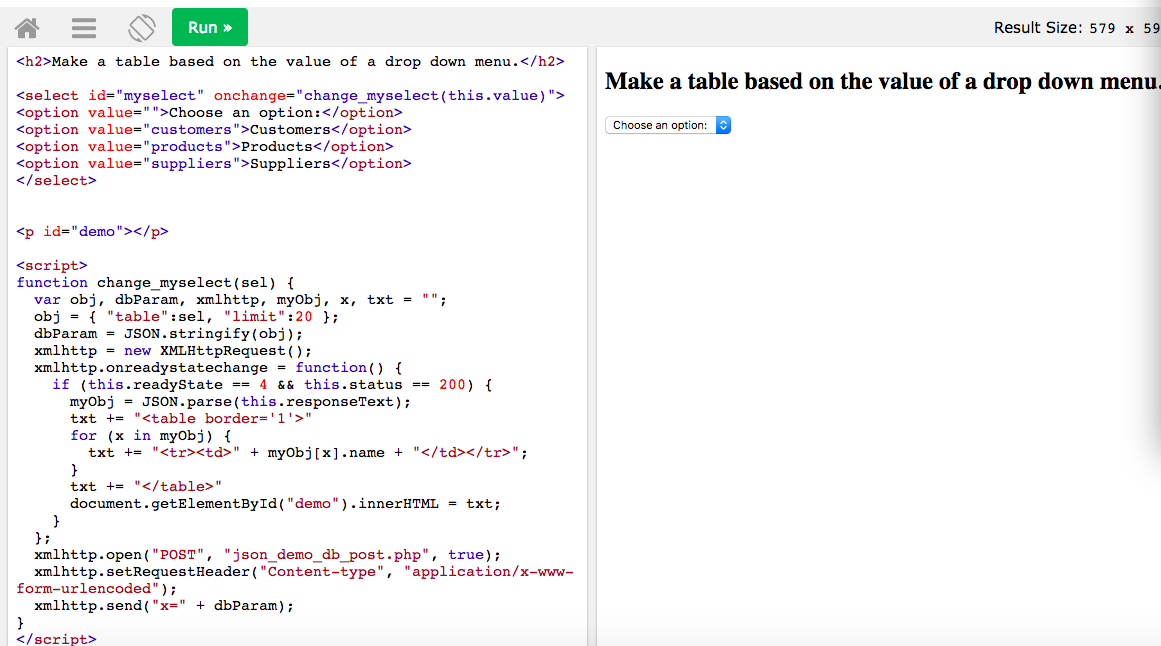 Run »
Result Size: 579 x 59
<h2>Make a table based on the value of a drop down menu.</h2>
<select id="myselect" onchange="change_myselect(this.value)">
<option value="">Choose an option:</option>
<option value="customers">Customers</option>
<option value="products">Products</option>
<option value="suppliers">Suppliers</option>
</select>
<p id="demo"></p>
<script>
function change_myselect(sel) {
var obj, dbParam, xmlhttp, myObj, x, txt = "";
obj = { "table":sel, "limit":20 };
dbParam = JSON.stringify(obj);
xmlhttp = new XMLHttpRequest();
xmlhttp.onreadystatechange = function() {
if (this.readyState == 4 && this.status == 200) {
myObj = JSON.parse(this.responseText);
txt += "<table border='1'>"
for (x in myObj) {
txt += "<tr><td>" + myObj[x].name + "</td></tr>";
}
txt += "</table>"
document.getElementById("demo").innerHTML = txt;
}
};
xmlhttp.open("POST", "json_demo_db_post.php", true);
xmlhttp.setRequestHeader("Content-type", "application/x-www-
form-urlencoded");
xmlhttp.send("x=" + dbParam);
}
</script>
Make a table based on the value of a drop down menu.
Choose an option: